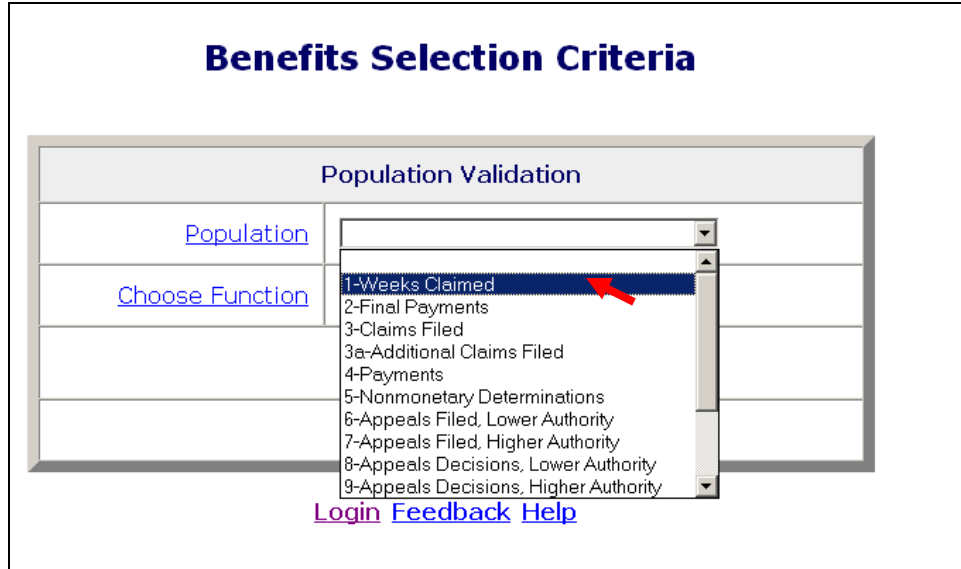 Benefits Selection Criteria
Population Validation
Population
Choose Function
1-Weeks Claimed
2-Final Payments
3-Claims Filed
3a-Additional Claims Filed
4-Payments
5-Nonmonetary Determinations
6-Appeals Filed, Lower Authority
7-Appeals Filed, Higher Authority
8-Appeals Decisions, Lower Authority
9-Appeals Decisions, Higher Authority
Login Feedback Help